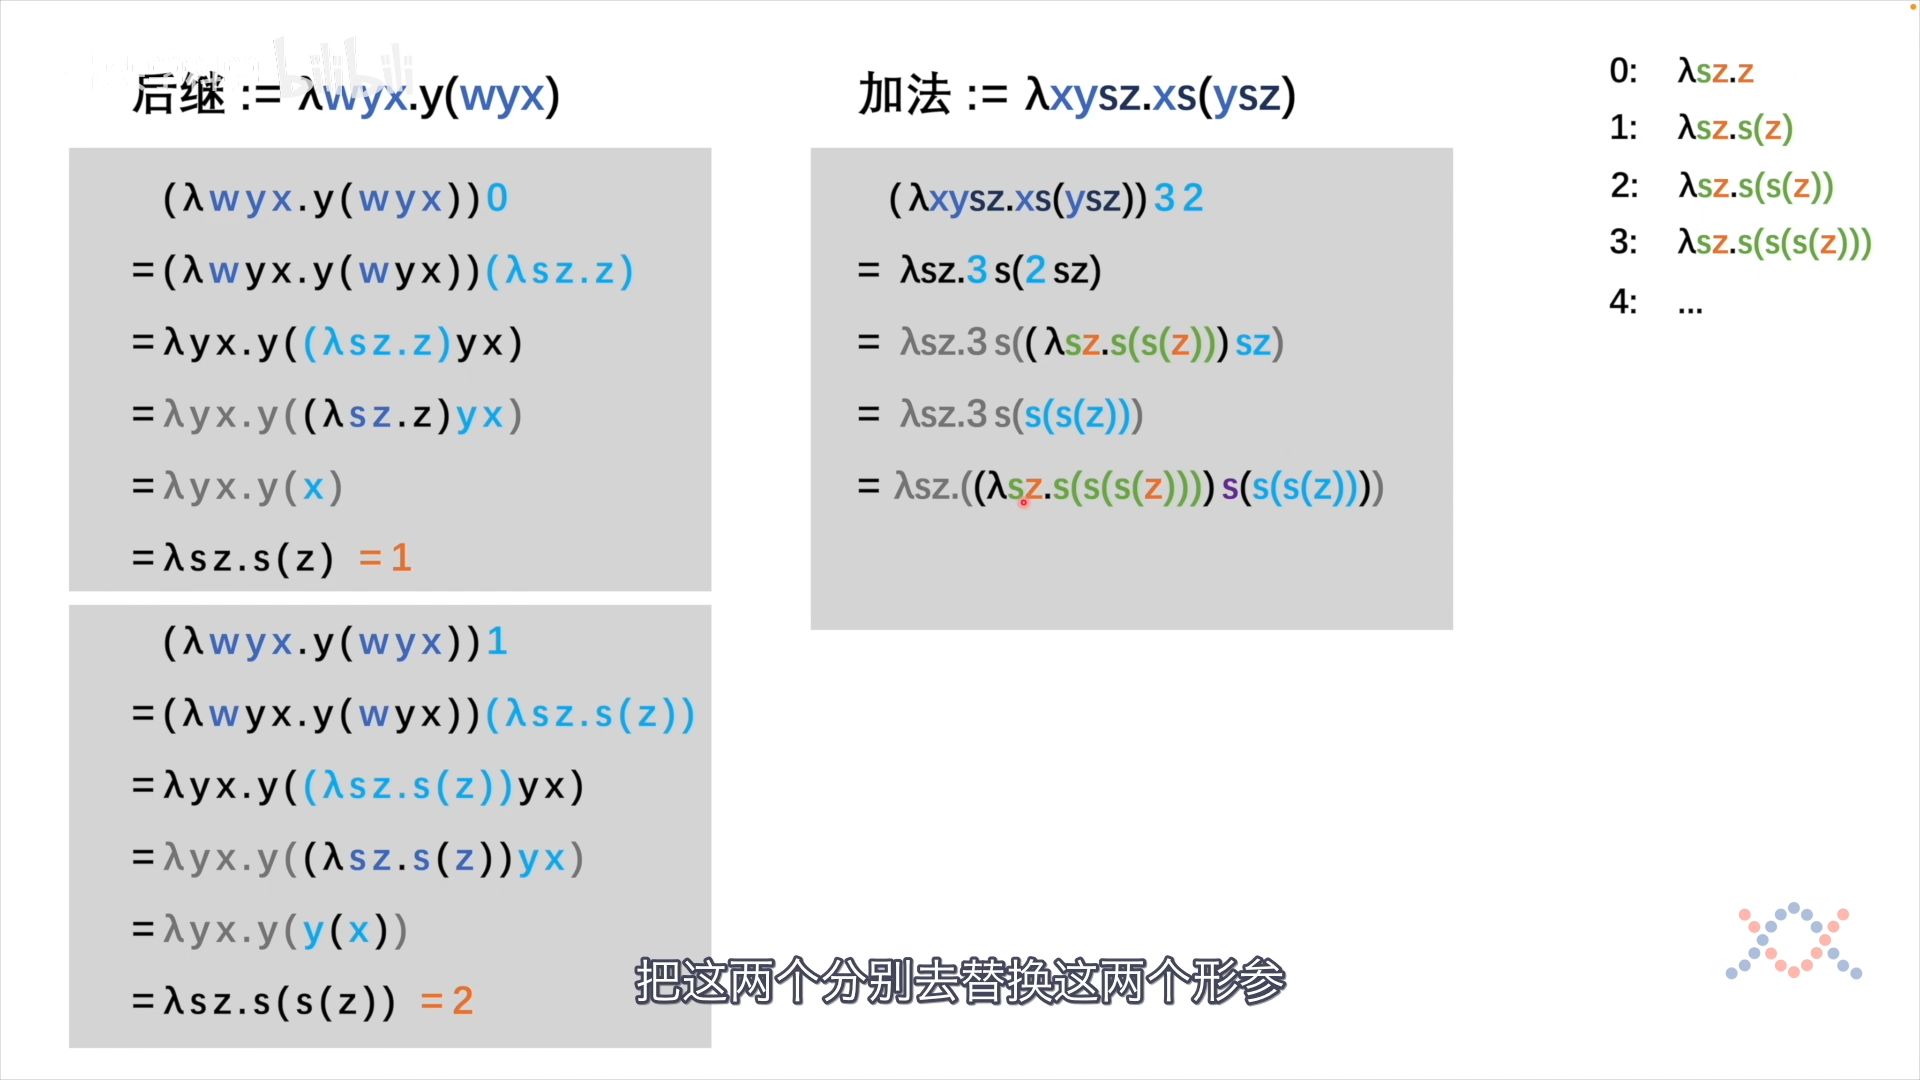 bilibili
后继 := λwyx.y(wyx)
(λwyx.y(wyx))0
=(λwyx.y(wyx))(λsz.z)
=λyx.y((λsz.z)yx)
=λyx.y((λsz.z)yx)
=λyx.y(x)
=λsz.s(z) =1
(λwyx.y(wyx))1
=(λwyx.y(wyx))(λsz.s(z))
=λyx.y((λsz.s(z))yx)
=λyx.y((λsz.s(z))yx)
=λyx.y(y(x))
=λsz.s(s(z)) =2
加法 := λxysz.xs(ysz)
(λxysz.xs(ysz))3 2
= λsz.3 s(2 sz)
= λsz.3 s((λsz.s(s(z))) sz)
= λsz.3 s(s(s(z)))
= λsz.((λsz.s(s(s(z)))) s(s(s(z))))
0: λsz.z
1: λsz.s(z)
2: λsz.s(s(z))
3: λsz.s(s(s(z)))
4: ...
把这两个分别去替换这两个形参